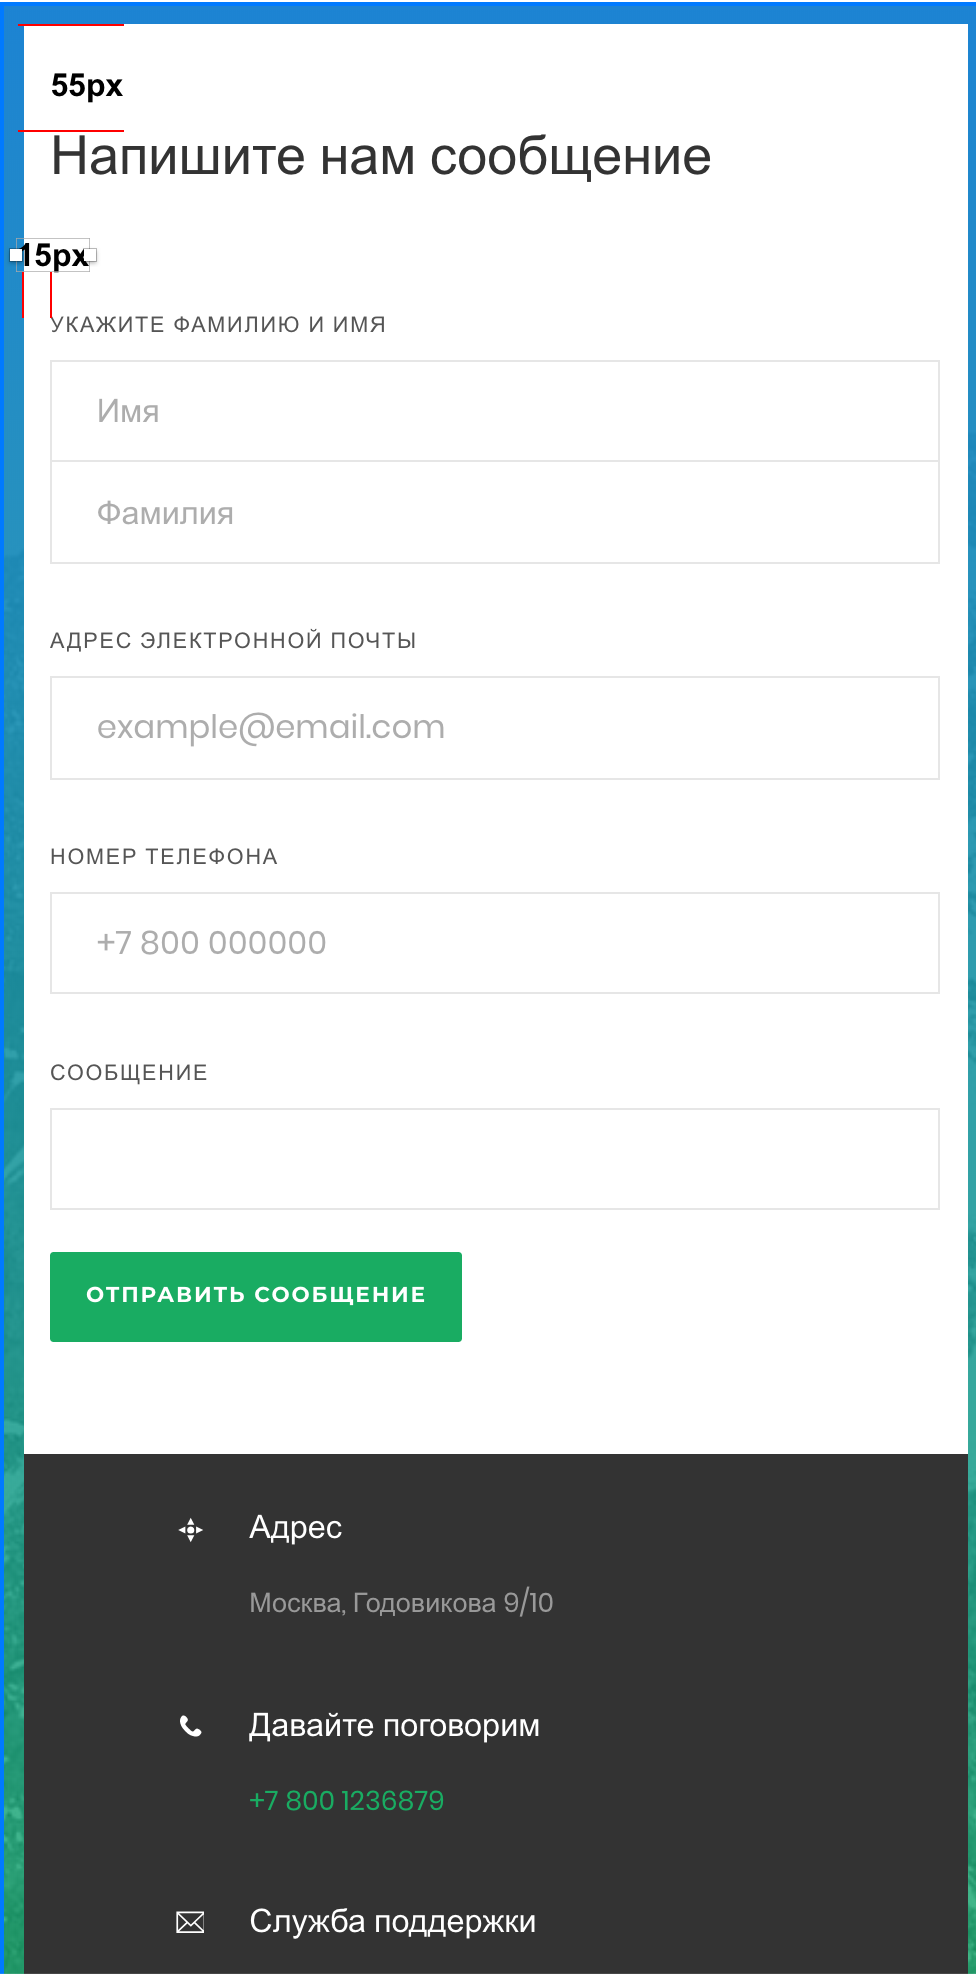 55px
Напишите нам сообщение
15px
УКАЖИТЕ ФАМИЛИЮ И ИМЯ
Имя
Фамилия
АДРЕС ЭЛЕКТРОННОЙ ПОЧТЫ
example@email.com
НОМЕР ТЕЛЕФОНА
+7 800 000000
СООБЩЕНИЕ
ОТПРАВИТЬ СООБЩЕНИЕ
Адрес
Москва, Годовикова 9/10
Давайте поговорим
+7 800 1236879
Служба поддержки